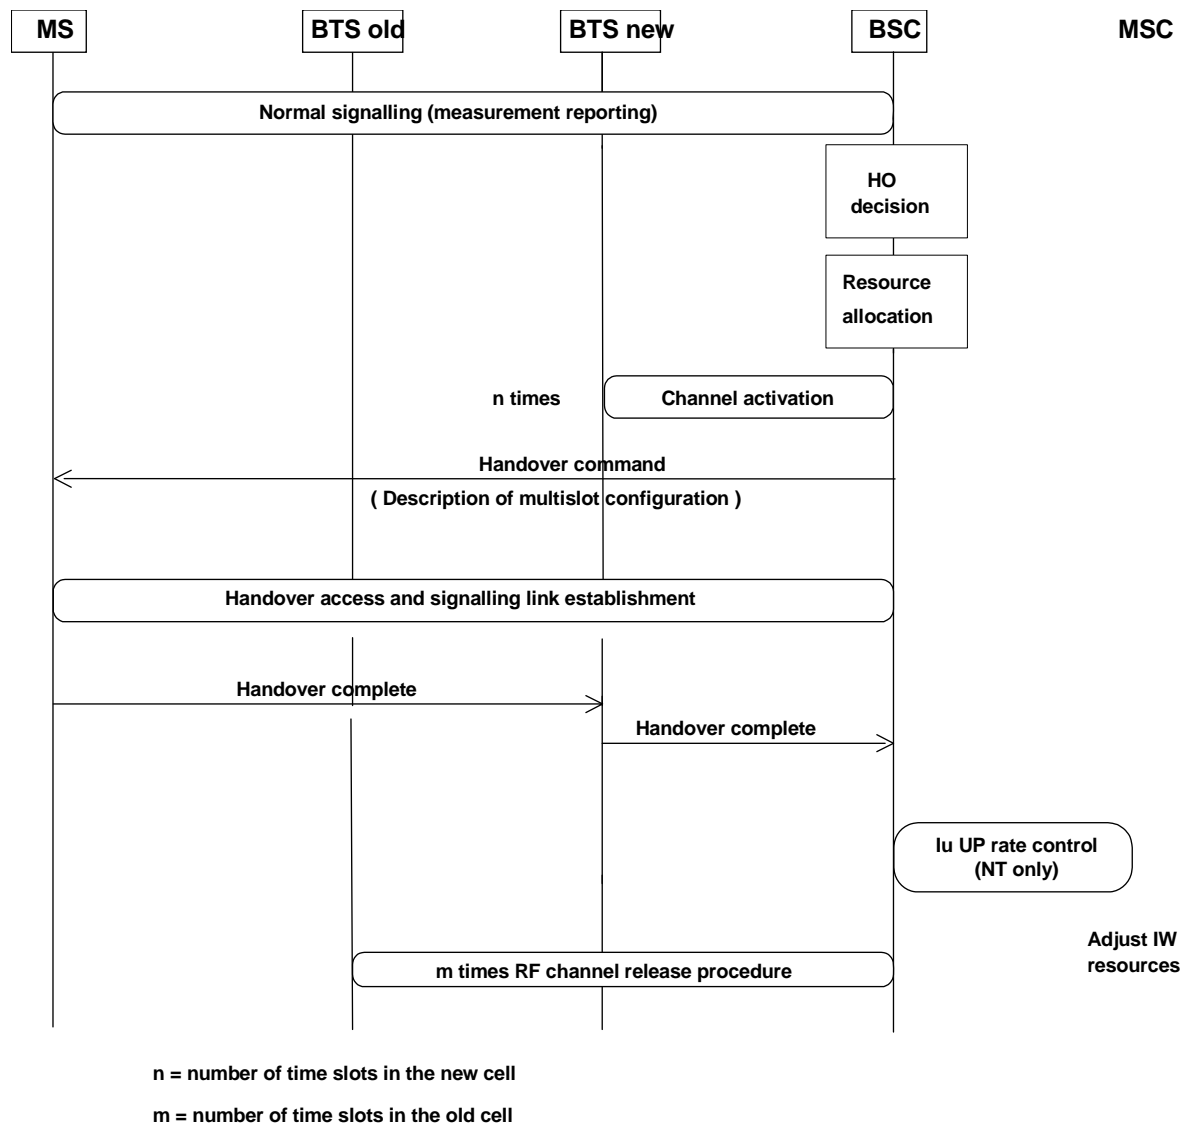 MS
BTS old
BTS new
BSC
MSC
Normal signalling (measurement reporting)
HO
decision
Resource
allocation
n times
Channel activation
Handover command
( Description of multislot configuration )
Handover access and signalling link establishment
Handover complete
Handover complete
Iu UP rate control
(NT only)
Adjust IW
resources
m times RF channel release procedure
n = number of time slots in the new cell
m = number of time slots in the old cell